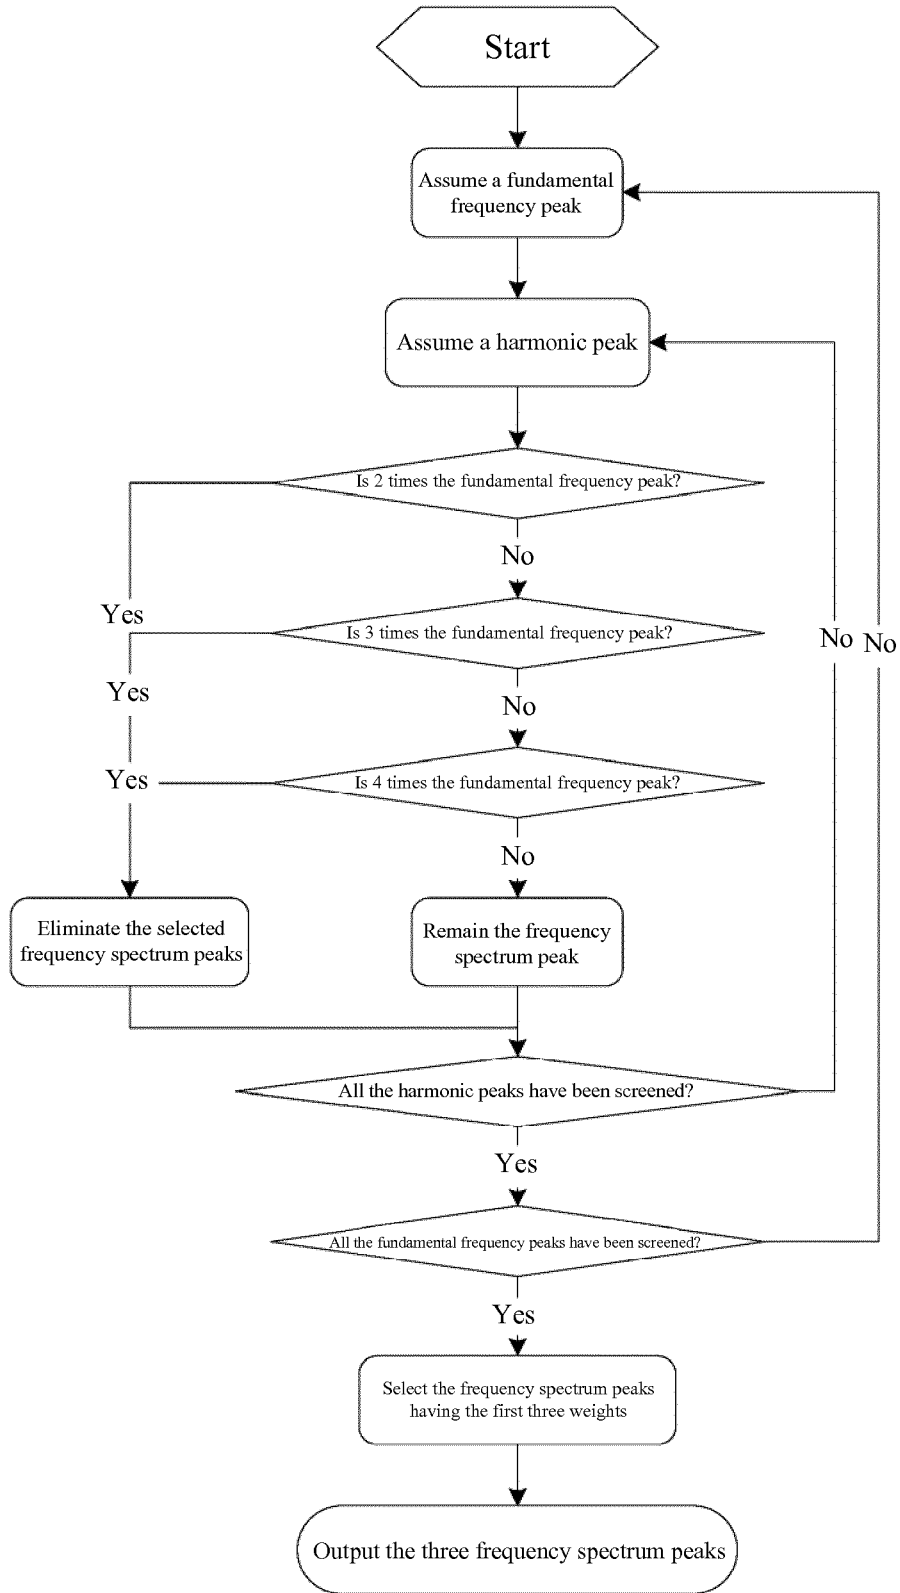 Start
Assume a fundamental
frequency peak
Assume a harmonic peak
Is 2 times the fundamental frequency peak?
No
Yes
Is 3 times the fundamental frequency peak?
No
No
Yes
No
Is 4 times the fundamental frequency peak?
Yes
No
Eliminate the selected
frequency spectrum peaks
Remain the frequency
spectrum peak
All the harmonic peaks have been screened?
Yes
All the fundamental frequency peaks have been screened?
Yes
Select the frequency spectrum peaks
having the first three weights
Output the three frequency spectrum peaks